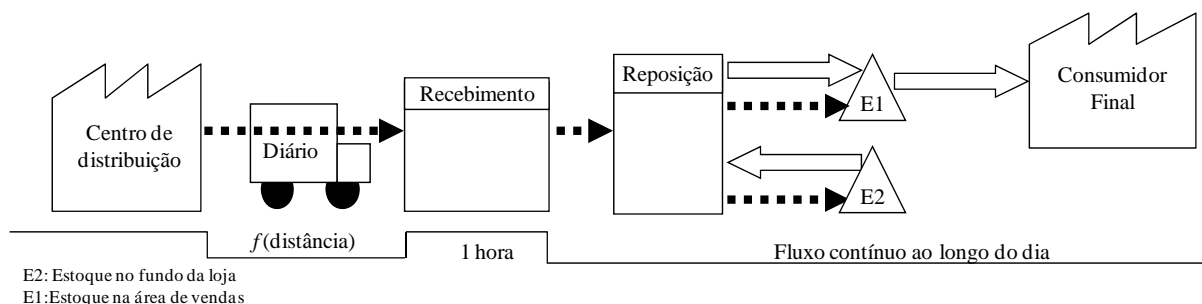 Centro de
distribuição
Diário
Recebimento
Reposição
E1
E2
Consumidor
Final
f(distância)
1 hora
Fluxo contínuo ao longo do dia
E2: Estoque no fundo da loja
E1:Estoque na área de vendas